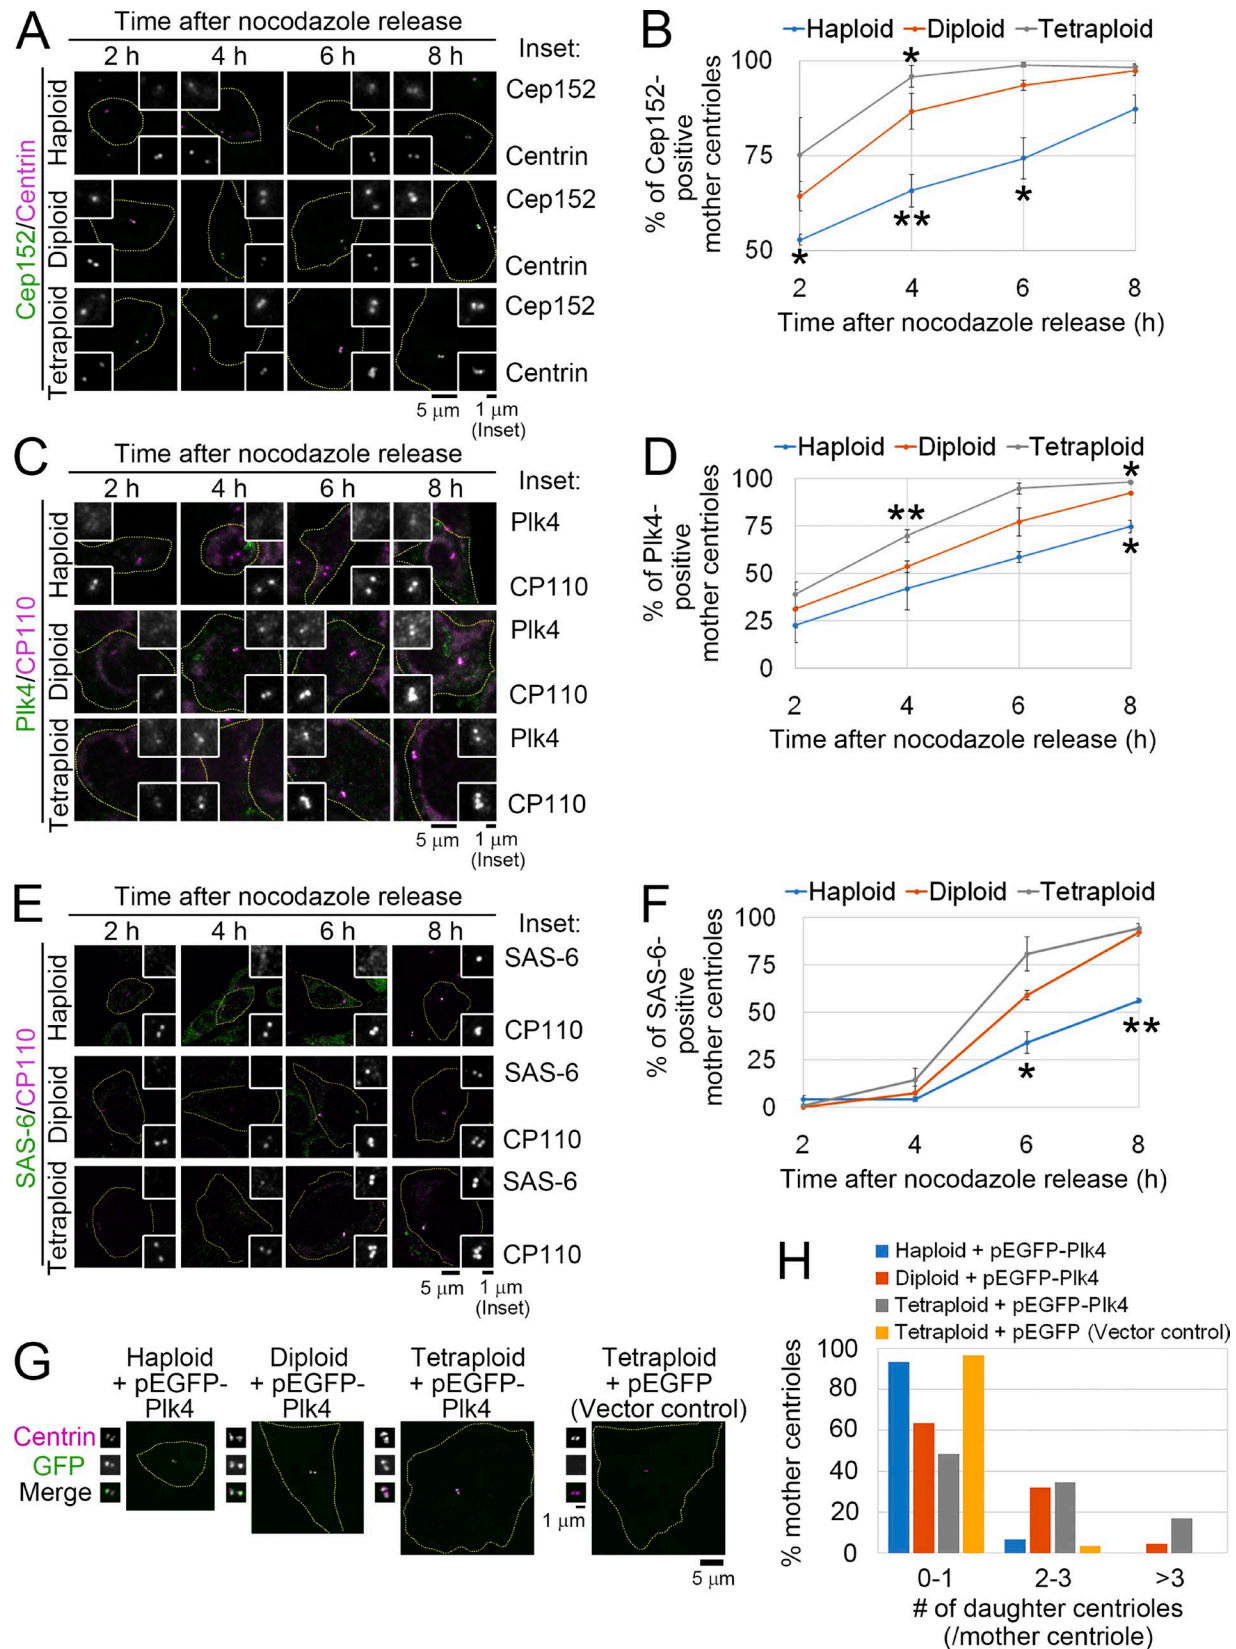 A
Time after nocodazole release
2 h 4 h 6 h 8 h Inset:
Cep152/Centrin
Haploid
Cep152
Centrin
Diploid
Cep152
Centrin
Tetraploid
Cep152
Centrin
5 μm 1 μm
(Inset)
B
Haploid Diploid Tetraploid
% of Cep152-
positive
mother centrioles
100
75
50
*
**
*
*
2 4 6 8
Time after nocodazole release (h)
C
Time after nocodazole release
2 h 4 h 6 h 8 h Inset:
Plk4/CP110
Haploid
Plk4
CP110
Diploid
Plk4
CP110
Tetraploid
Plk4
CP110
5 μm 1 μm
(Inset)
D
Haploid Diploid Tetraploid
% of Plk4-
positive
mother centrioles
100
75
50
25
0
**
*
*
2 4 6 8
Time after nocodazole release (h)
E
Time after nocodazole release
2 h 4 h 6 h 8 h Inset:
SAS-6/CP110
Haploid
SAS-6
CP110
Diploid
SAS-6
CP110
Tetraploid
SAS-6
CP110
5 μm 1 μm
(Inset)
F
Haploid Diploid Tetraploid
% of SAS-6-
positive
mother centrioles
100
75
50
25
0
*
**
2 4 6 8
Time after nocodazole release (h)
G
Haploid
+ pEGFP-
Plk4
Diploid
+ pEGFP-
Plk4
Tetraploid
+ pEGFP-
Plk4
Tetraploid
+ pEGFP
(Vector control)
Centrin
GFP
Merge
1 μm
5 μm
H
Haploid + pEGFP-Plk4
Diploid + pEGFP-Plk4
Tetraploid + pEGFP-Plk4
Tetraploid + pEGFP (Vector control)
% mother centrioles
100
80
60
40
20
0
0-1 2-3 >3
# of daughter centrioles
(/mother centriole)